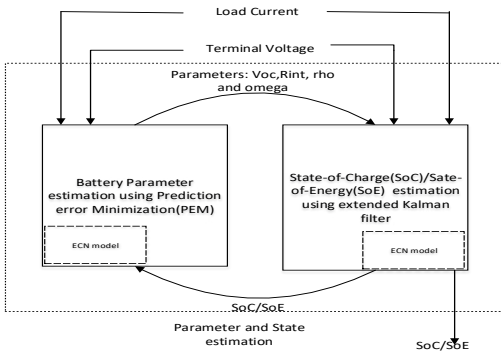 Load Current
Terminal Voltage
Parameters: Voc,Rint, rho
and omega
Battery Parameter
estimation using Prediction
error Minimization(PEM)
ECN model
State-of-Charge(SoC)/Sate-
of-Energy(SoE) estimation
using extended Kalman
filter
ECN model
SoC/SoE
Parameter and State
estimation
SoC/SoE